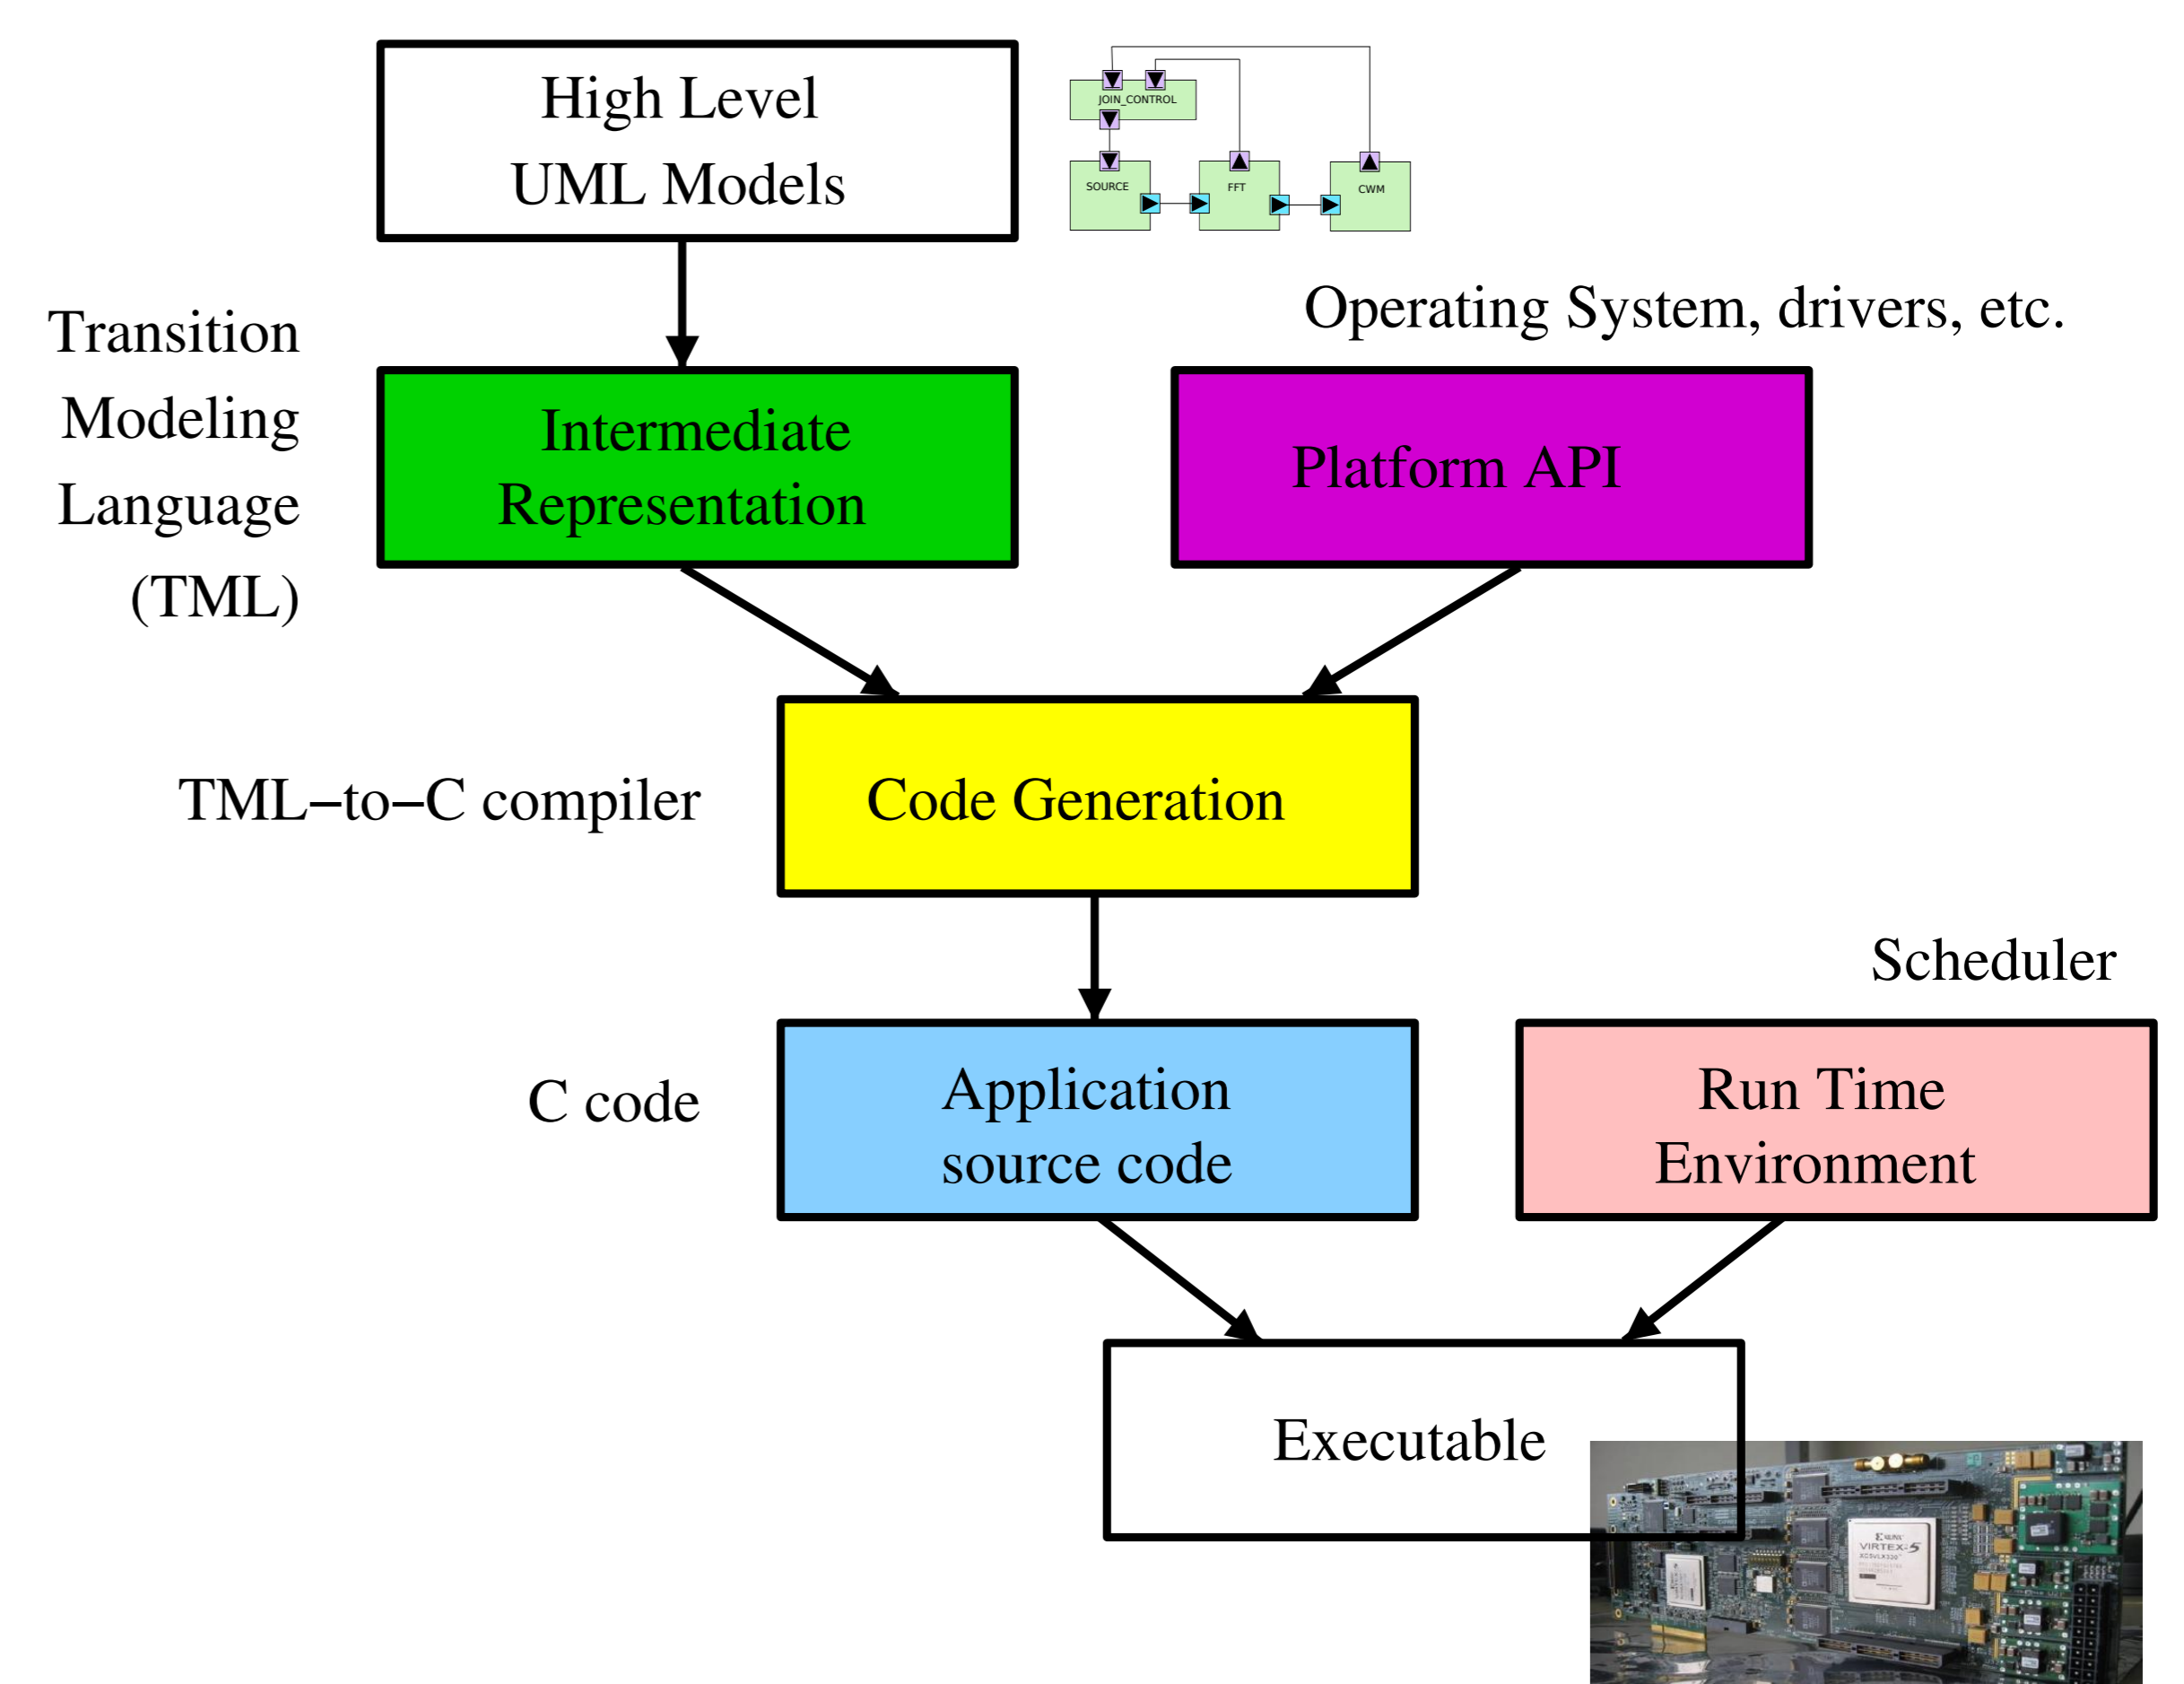 High Level
UML Models
JOIN_CONTROL
SOURCE
FFT
CWM
Transition
Modeling
Language
(TML)
Intermediate
Representation
Operating System, drivers, etc.
Platform API
TML–to–C compiler
Code Generation
C code
Application
source code
Scheduler
Run Time
Environment
Executable
XILINX
VIRTEX-5